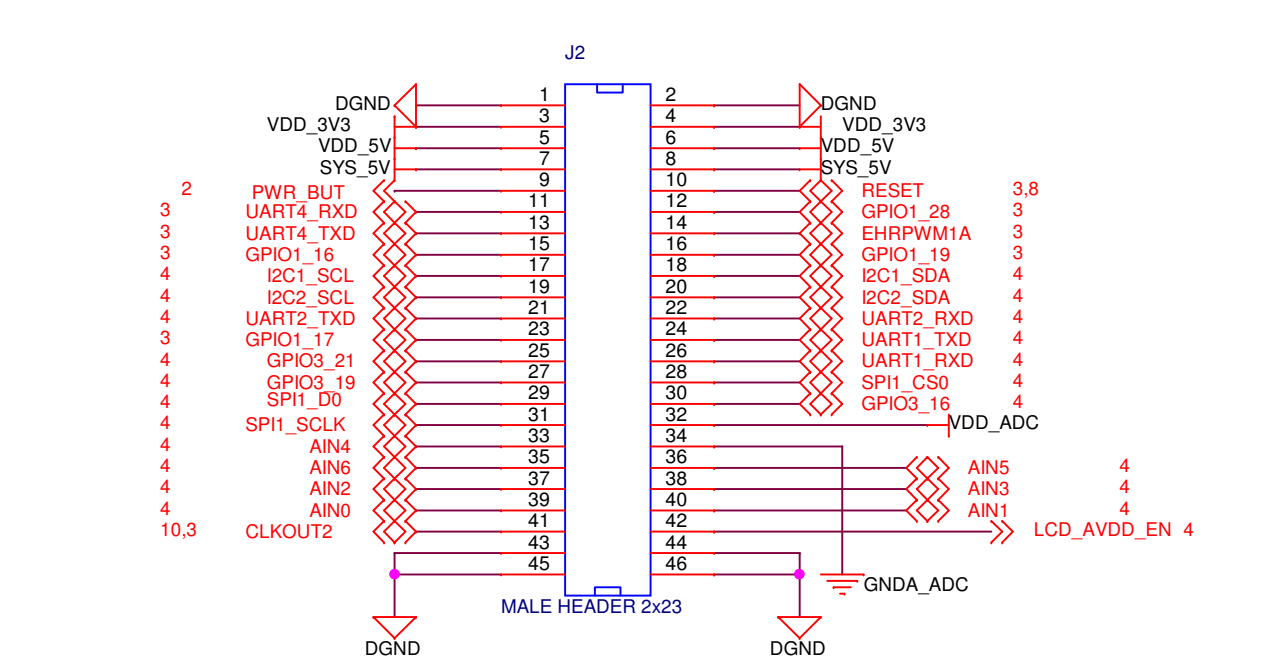 J2
DGND 1 2 DGND
VDD_3V3 3 4 VDD_3V3
VDD_5V 5 6 VDD_5V
SYS_5V 7 8 SYS_5V
2 PWR_BUT 9 10 RESET 3,8
3 UART4_RXD 11 12 GPIO1_28 3
3 UART4_TXD 13 14 EHRPWM1A 3
3 GPIO1_16 15 16 GPIO1_19 3
4 I2C1_SCL 17 18 I2C1_SDA 4
4 I2C2_SCL 19 20 I2C2_SDA 4
4 UART2_TXD 21 22 UART2_RXD 4
3 GPIO1_17 23 24 UART1_TXD 4
4 GPIO3_21 25 26 UART1_RXD 4
4 GPIO3_19 27 28 SPI1_CS0 4
4 SPI1_D0 29 30 GPIO3_16 4
4 SPI1_SCLK 31 32 VDD_ADC
4 AIN4 33 34
4 AIN6 35 36 AIN5 4
4 AIN2 37 38 AIN3 4
4 AIN0 39 40 AIN1 4
10,3 CLKOUT2 41 42 LCD_AVDD_EN 4
43 44
45 46
GNDA_ADC
MALE HEADER 2x23
DGND DGND